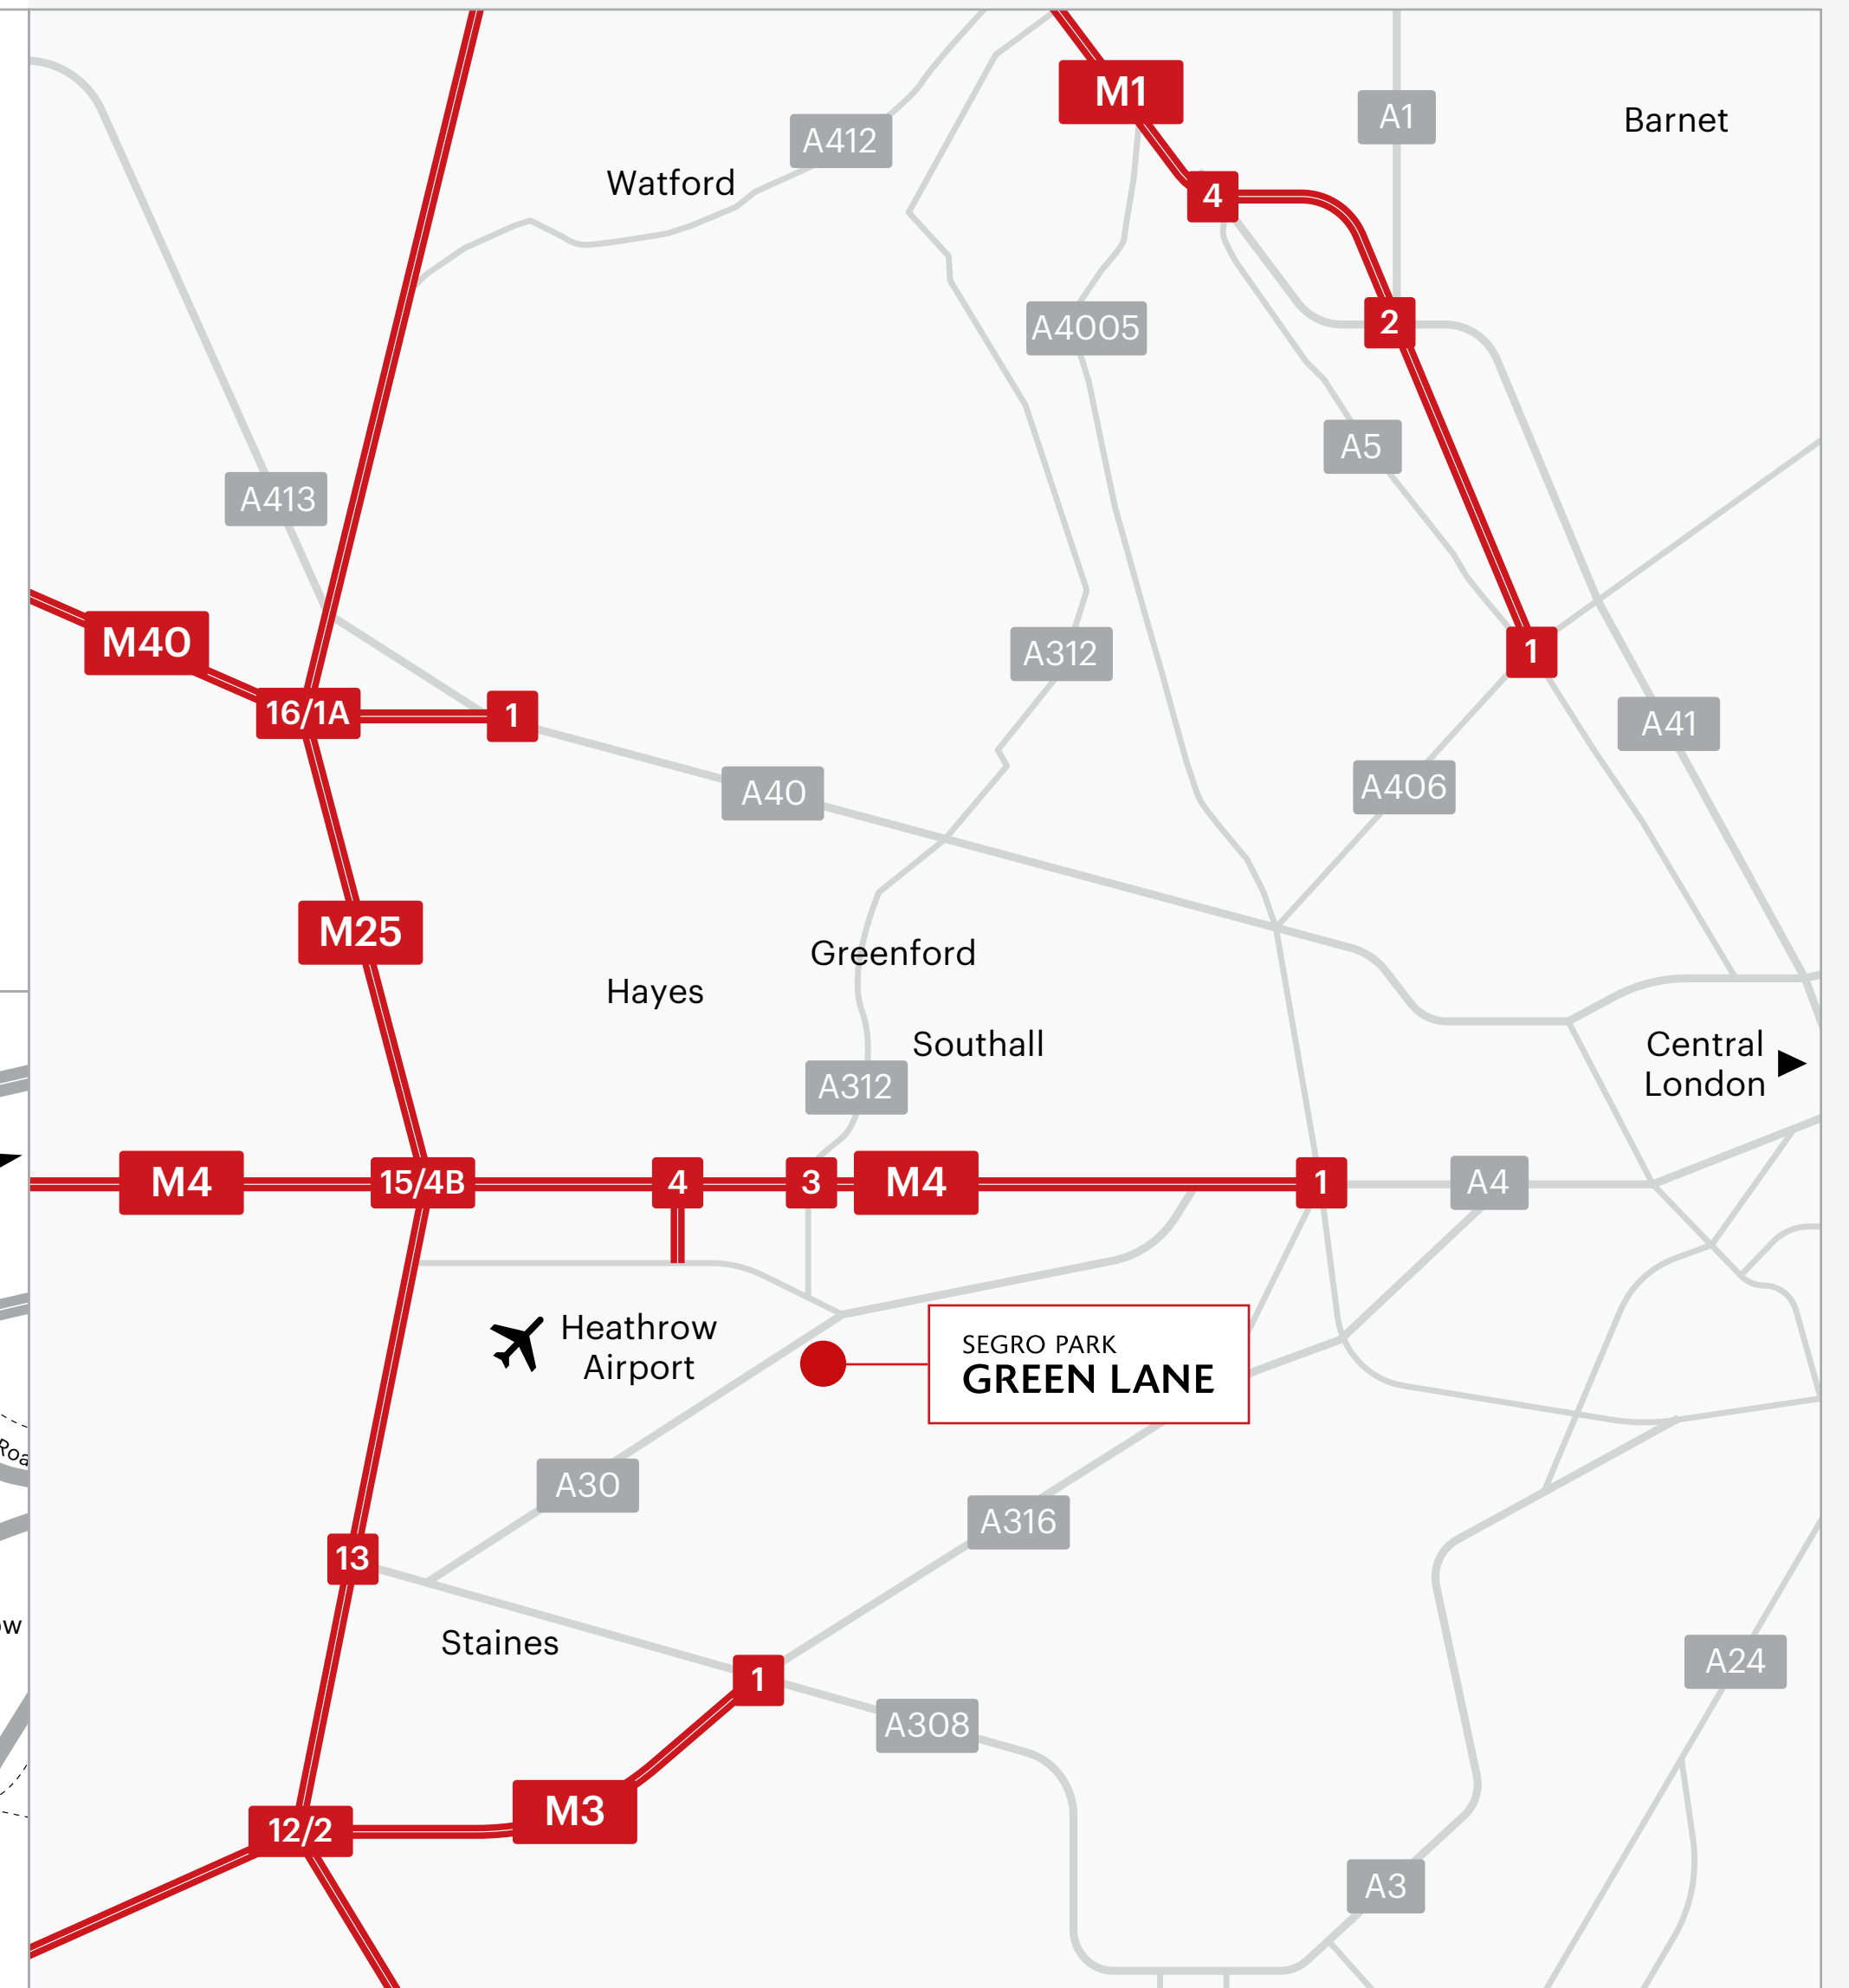 M1
A1
Barnet
A412
Watford
4
A4005
2
A5
A413
M40
A312
1
16/1A
1
A41
A40
A406
M25
Greenford
Hayes
Southall
Central
London
A312
M4
15/4B
4
3
M4
1
A4
Heathrow
Airport
SEGRO PARK
GREEN LANE
A30
A316
13
Staines
1
A24
A308
M3
12/2
A3